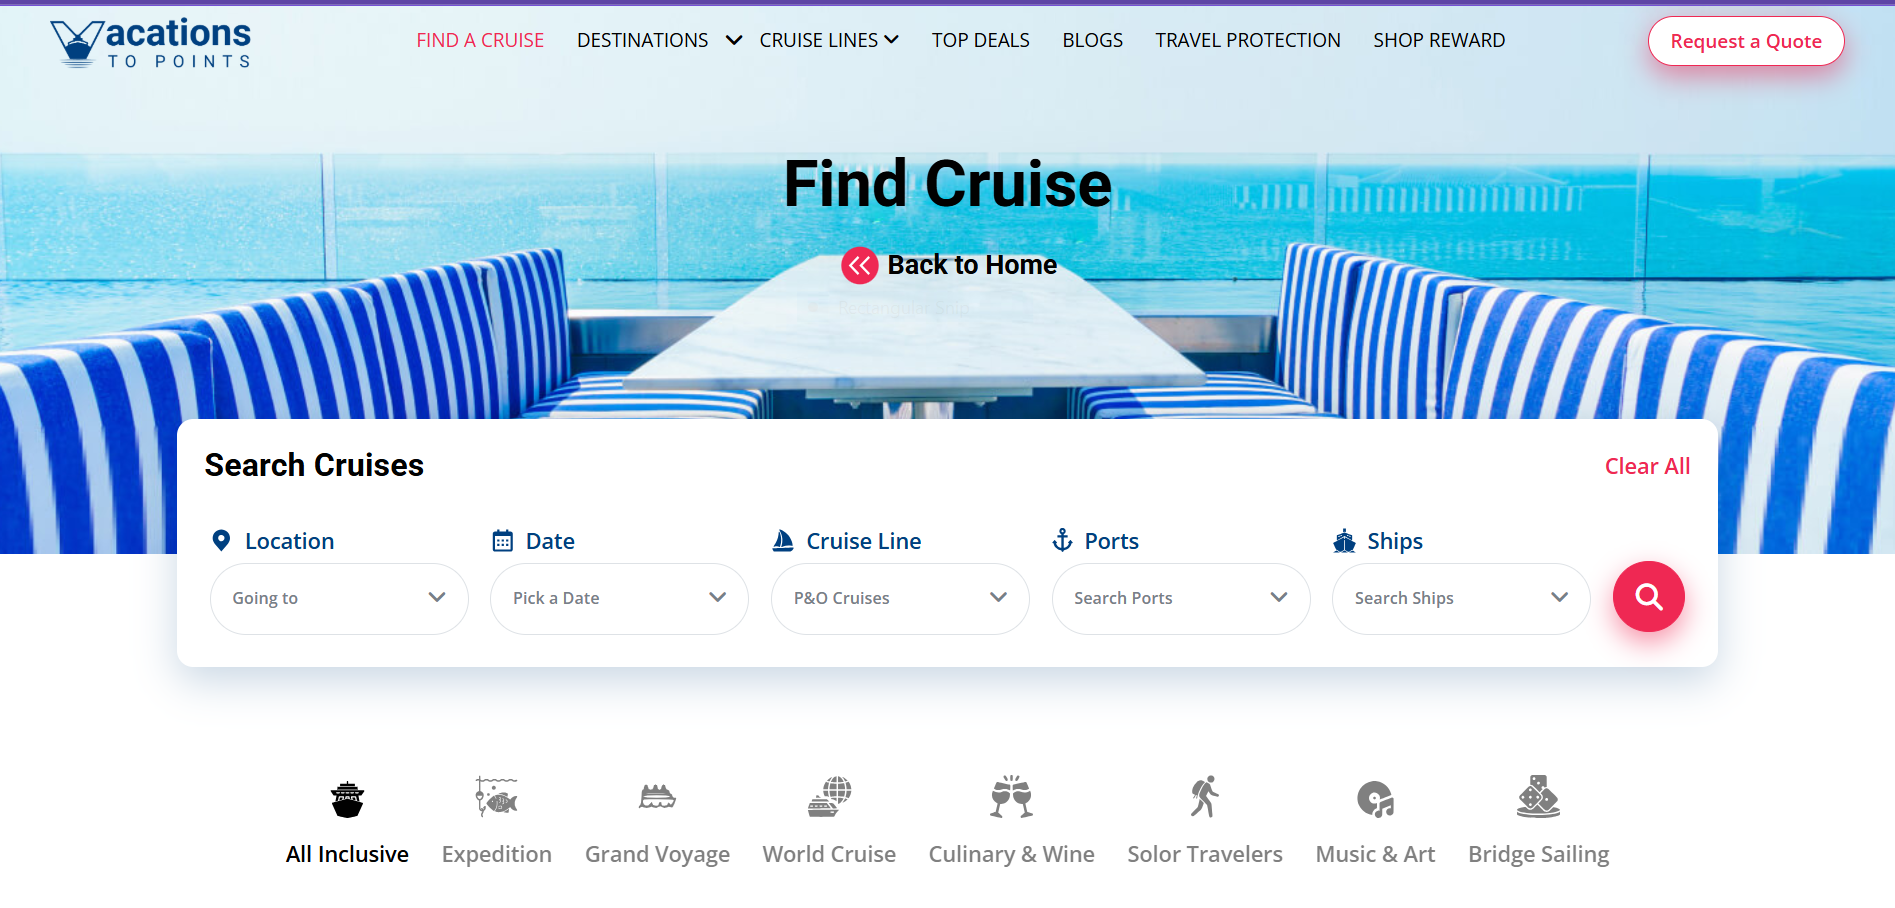 Vacations
TO POINTS
FIND A CRUISE
DESTINATIONS
CRUISE LINES
TOP DEALS
BLOGS
TRAVEL PROTECTION
SHOP REWARD
Request a Quote
Find Cruise
Back to Home
Rectangular Snip
Search Cruises
Clear All
Location
Date
Cruise Line
Ports
Ships
Going to
Pick a Date
P&O Cruises
Search Ports
Search Ships
All Inclusive
Expedition
Grand Voyage
World Cruise
Culinary & Wine
Solor Travelers
Music & Art
Bridge Sailing